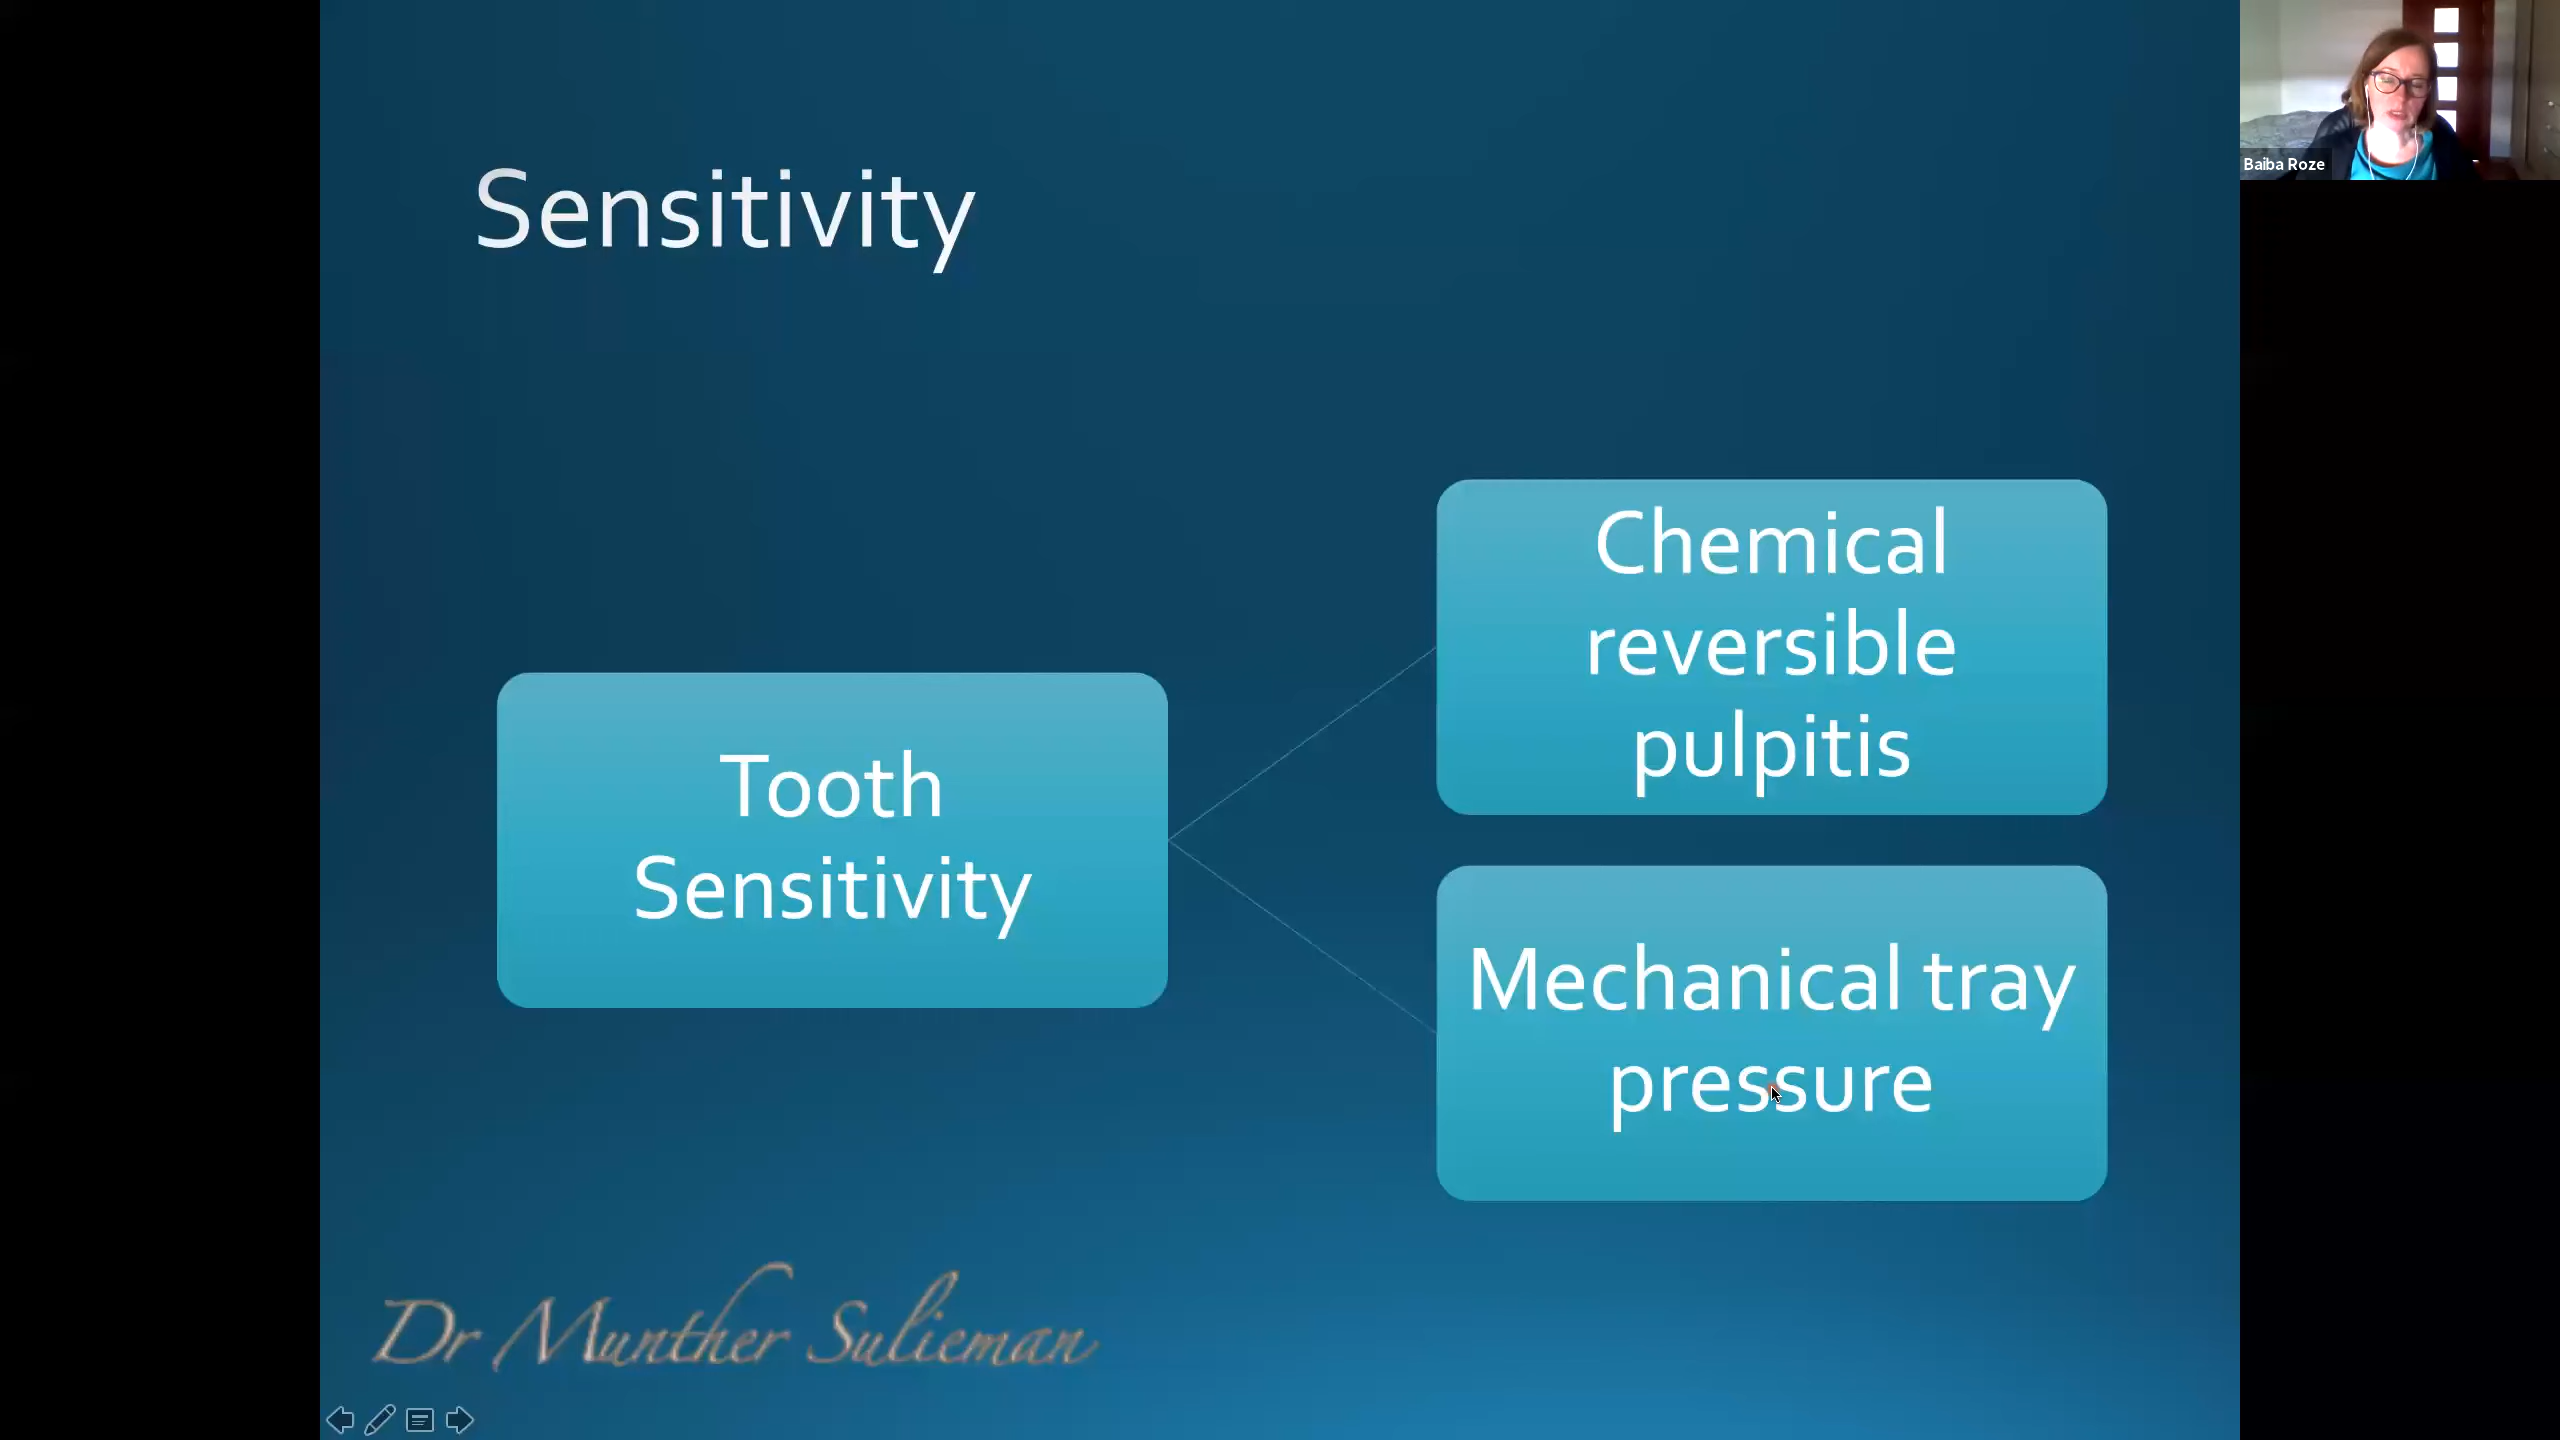 Sensitivity
Baiba Roze
Tooth
Sensitivity
Chemical
reversible
pulpitis
Mechanical tray
pressure
Dr Munther Sulieman